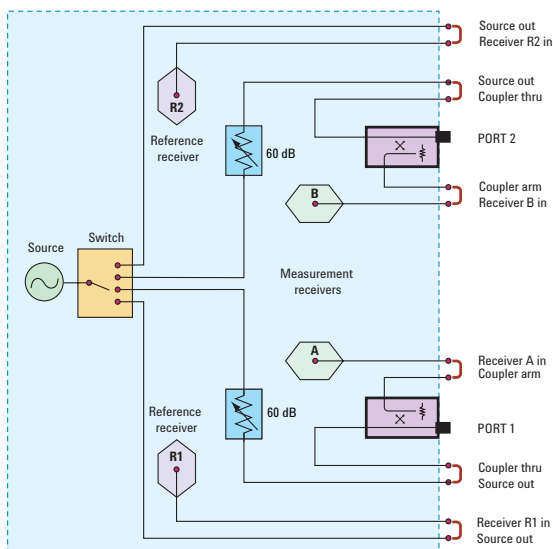 Source out
Receiver R2 in
R2
Source out
Coupler thru
Reference
receiver
60 dB
PORT 2
B
Coupler arm
Receiver B in
Source
Switch
Measurement
receivers
A
Receiver A in
Coupler arm
Reference
receiver
60 dB
PORT 1
R1
Coupler thru
Source out
Receiver R1 in
Source out